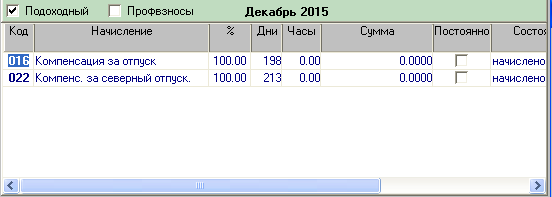 Подоходный Профвзносы Декабрь 2015
Код Начисление % Дни Часы Сумма Постоянно Состоя
016 Компенсация за отпуск 100.00 198 0.00 0.0000 начислено
022 Компенс. за северный отпуск. 100.00 213 0.00 0.0000 начислено